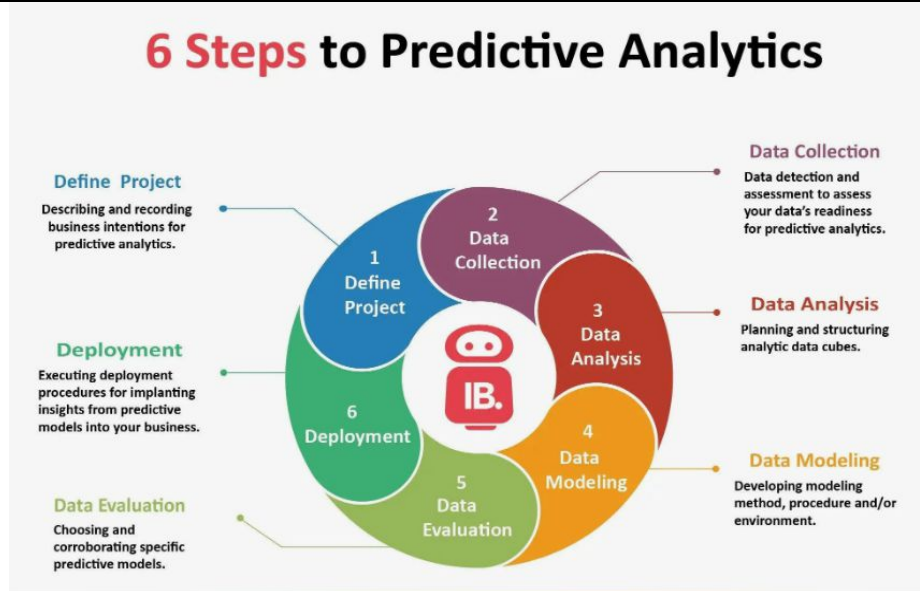 6 Steps to Predictive Analytics
Define Project
Describing and recording
business intentions for
predictive analytics.
Data Collection
Data detection and
assessment to assess
your data's readiness
for predictive analytics.
Data Analysis
Planning and structuring
analytic data cubes.
Data Modeling
Developing modeling
method, procedure and/or
environment.
Data Evaluation
Choosing and
corroborating specific
predictive models.
Deployment
Executing deployment
procedures for implanting
insights from predictive
models into your business.
1
Define
Project
2
Data
Collection
3
Data
Analysis
4
Data
Modeling
5
Data
Evaluation
6
Deployment
IB.